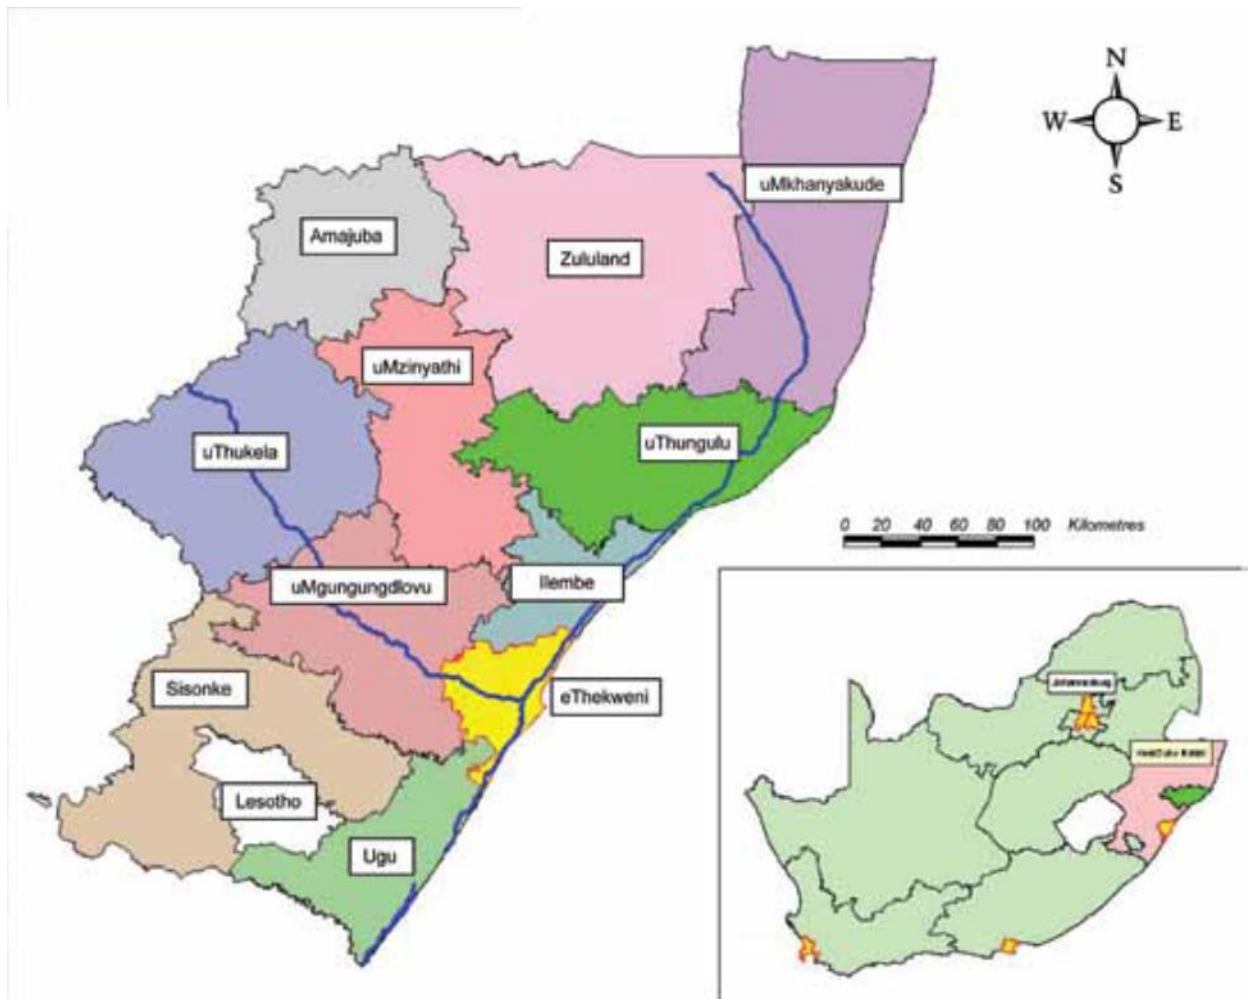 N
W E
S
uMkhanyakude
Amajuba
Zululand
uMzinyathi
uThukela
uThungulu
0 20 40 60 80 100 Kilometres
uMgungungdlovu
Ilembe
Sisonke
eThekweni
Lesotho
Ugu
Johannesburg